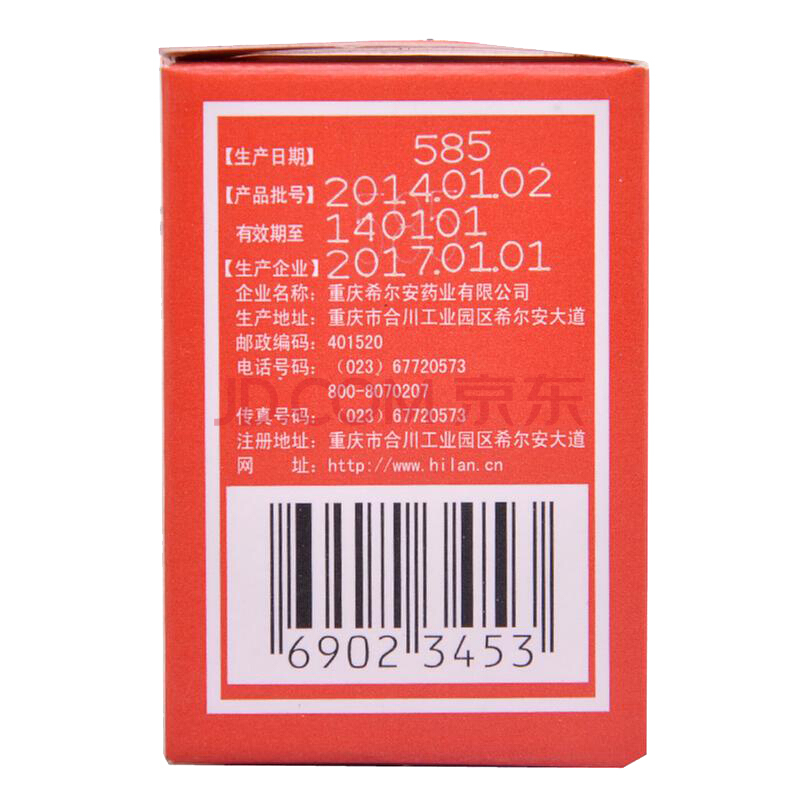 585
【生产日期】 2014.01.02
【产品批号】 140101
有效期至 2017.01.01
【生产企业】
企业名称：重庆希尔安药业有限公司
生产地址：重庆市合川工业园区希尔安大道
邮政编码：401520
电话号码：（023）67720573
800-8070207
JD.COM 京东
传真号码：（023）67720573
注册地址：重庆市合川工业园区希尔安大道
网 址：http://www.hilan.cn
6902 3453